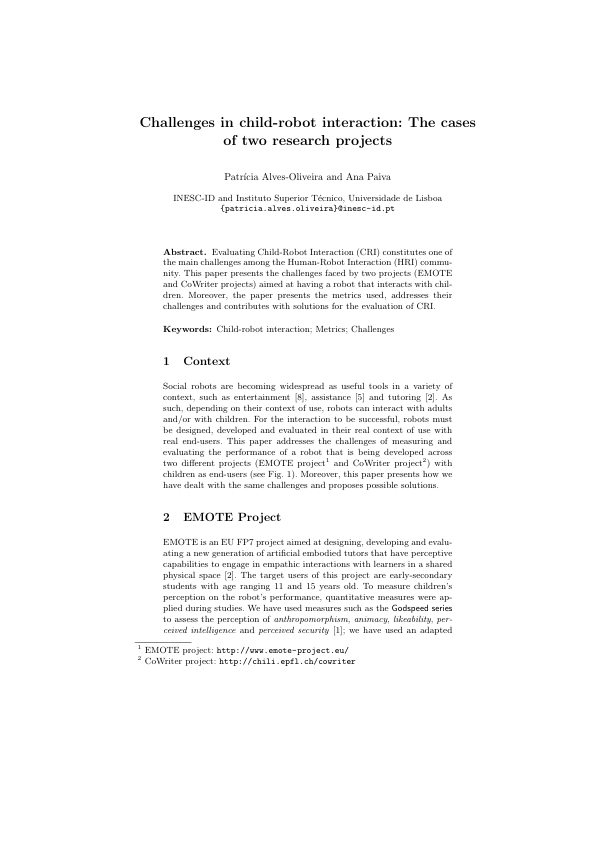 Challenges in child-robot interaction: The cases
of two research projects
Patrícia Alves-Oliveira and Ana Paiva
INESC-ID and Instituto Superior Técnico, Universidade de Lisboa
{patricia.alves.oliveira}@inesc-id.pt
Abstract. Evaluating Child-Robot Interaction (CRI) constitutes one of
the main challenges among the Human-Robot Interaction (HRI) commu-
nity. This paper presents the challenges faced by two projects (EMOTE
and CoWriter projects) aimed at having a robot that interacts with chil-
dren. Moreover, the paper presents the metrics used, addresses their
challenges and contributes with solutions for the evaluation of CRI.
Keywords: Child-robot interaction; Metrics; Challenges
1 Context
Social robots are becoming widespread as useful tools in a variety of
context, such as entertainment [8], assistance [5] and tutoring [2]. As
such, depending on their context of use, robots can interact with adults
and/or with children. For the interaction to be successful, robots must
be designed, developed and evaluated in their real context of use with
real end-users. This paper addresses the challenges of measuring and
evaluating the performance of a robot that is being developed across
two different projects (EMOTE project1 and CoWriter project2) with
children as end-users (see Fig. 1). Moreover, this paper presents how we
have dealt with the same challenges and proposes possible solutions.
2 EMOTE Project
EMOTE is an EU FP7 project aimed at designing, developing and evalu-
ating a new generation of artificial embodied tutors that have perceptive
capabilities to engage in empathic interactions with learners in a shared
physical space [2]. The target users of this project are early-secondary
students with age ranging 11 and 15 years old. To measure children's
perception on the robot's performance, quantitative measures were ap-
plied during studies. We have used measures such as the Godspeed series
to assess the perception of anthropomorphism, animacy, likeability, per-
ceived intelligence and perceived security [1]; we have used an adapted
1 EMOTE project: http://www.emote-project.eu/
2 CoWriter project: http://chili.epfl.ch/cowriter